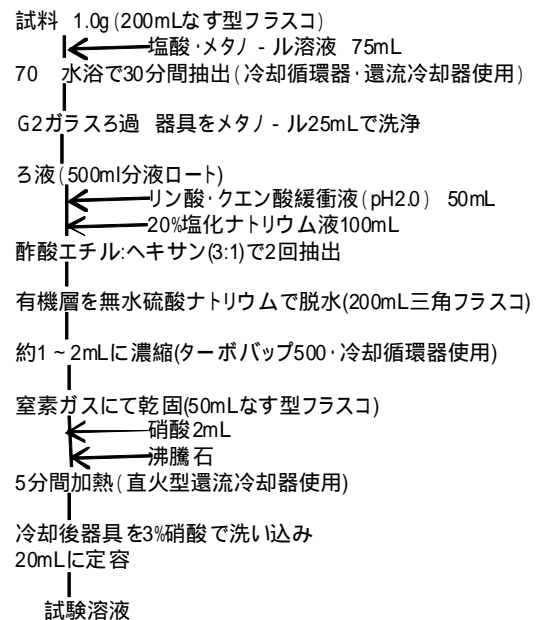 試料 1.0g(200mLなす型フラスコ)
塩酸･メタノ-ル溶液 75mL
70 水浴で30分間抽出(冷却循環器･還流冷却器使用)
G2ガラスろ過 器具をメタノ-ル25mLで洗浄
ろ液(500ml分液ロート)
リン酸･クエン酸緩衝液(pH2.0) 50mL
20%塩化ナトリウム液100mL
酢酸エチル:ヘキサン(3:1)で2回抽出
有機層を無水硫酸ナトリウムで脱水(200mL三角フラスコ)
約1~2mLに濃縮(ターボバップ500･冷却循環器使用)
窒素ガスにて乾固(50mLなす型フラスコ)
硝酸2mL
沸騰石
5分間加熱(直火型還流冷却器使用)
冷却後器具を3%硝酸で洗い込み
20mLに定容
試験溶液